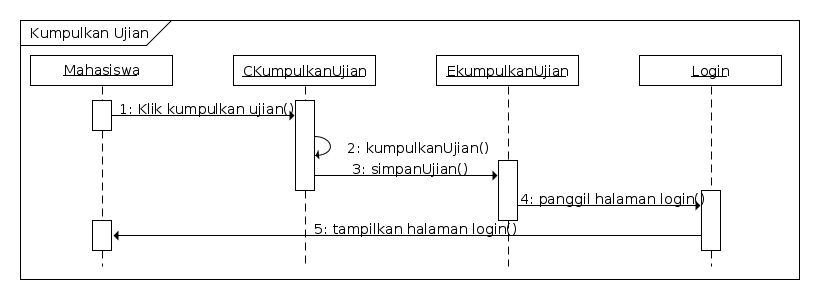 Kumpulkan Ujian
Mahasiswa
CKumpulkanUjian
EkumpulkanUjian
Login
1: Klik kumpulkan ujian()
2: kumpulkanUjian()
3: simpanUjian()
4: panggil halaman login()
5: tampilkan halaman login()